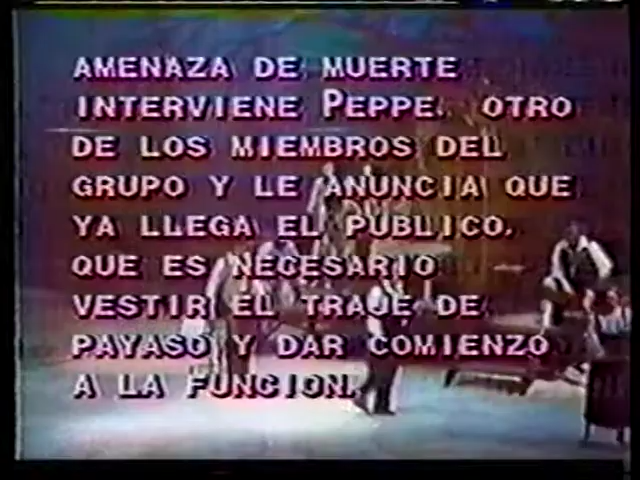 AMENAZA DE MUERTE
INTERVIENE PEPPE, OTRO
DE LOS MIEMBROS DEL
GRUPO Y LE ANUNCIA QUE
YA LLEGA EL PUBLICO,
QUE ES NECESARIO
VESTIR EL TRAJE DE
PAYASO Y DAR COMIENZO
A LA FUNCION.